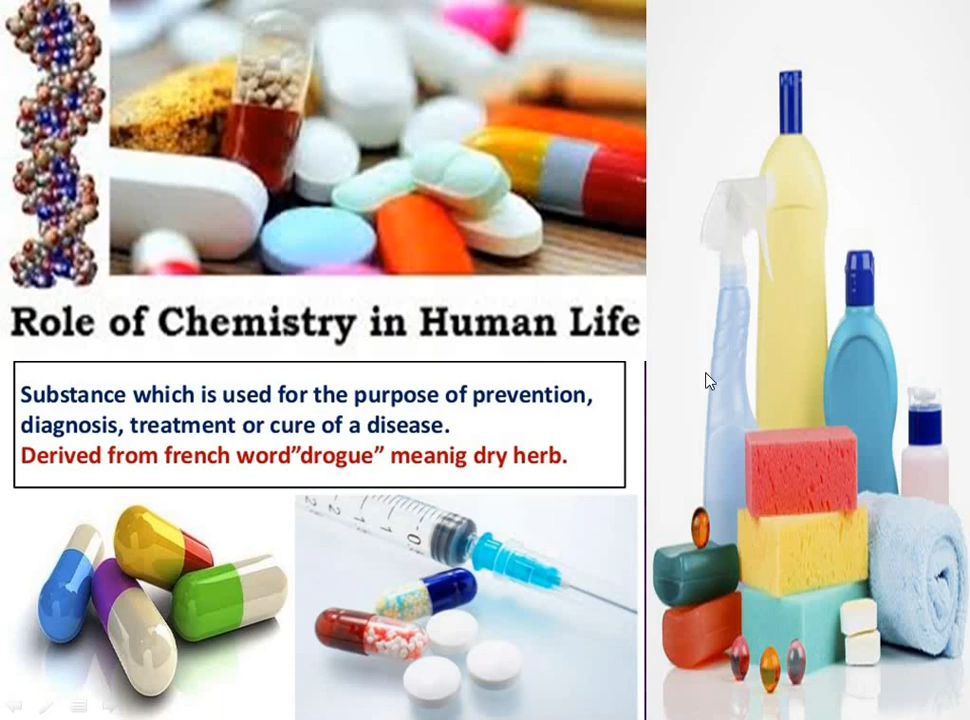 Role of Chemistry in Human Life
Substance which is used for the purpose of prevention,
diagnosis, treatment or cure of a disease.
Derived from french word”drogue” meanig dry herb.